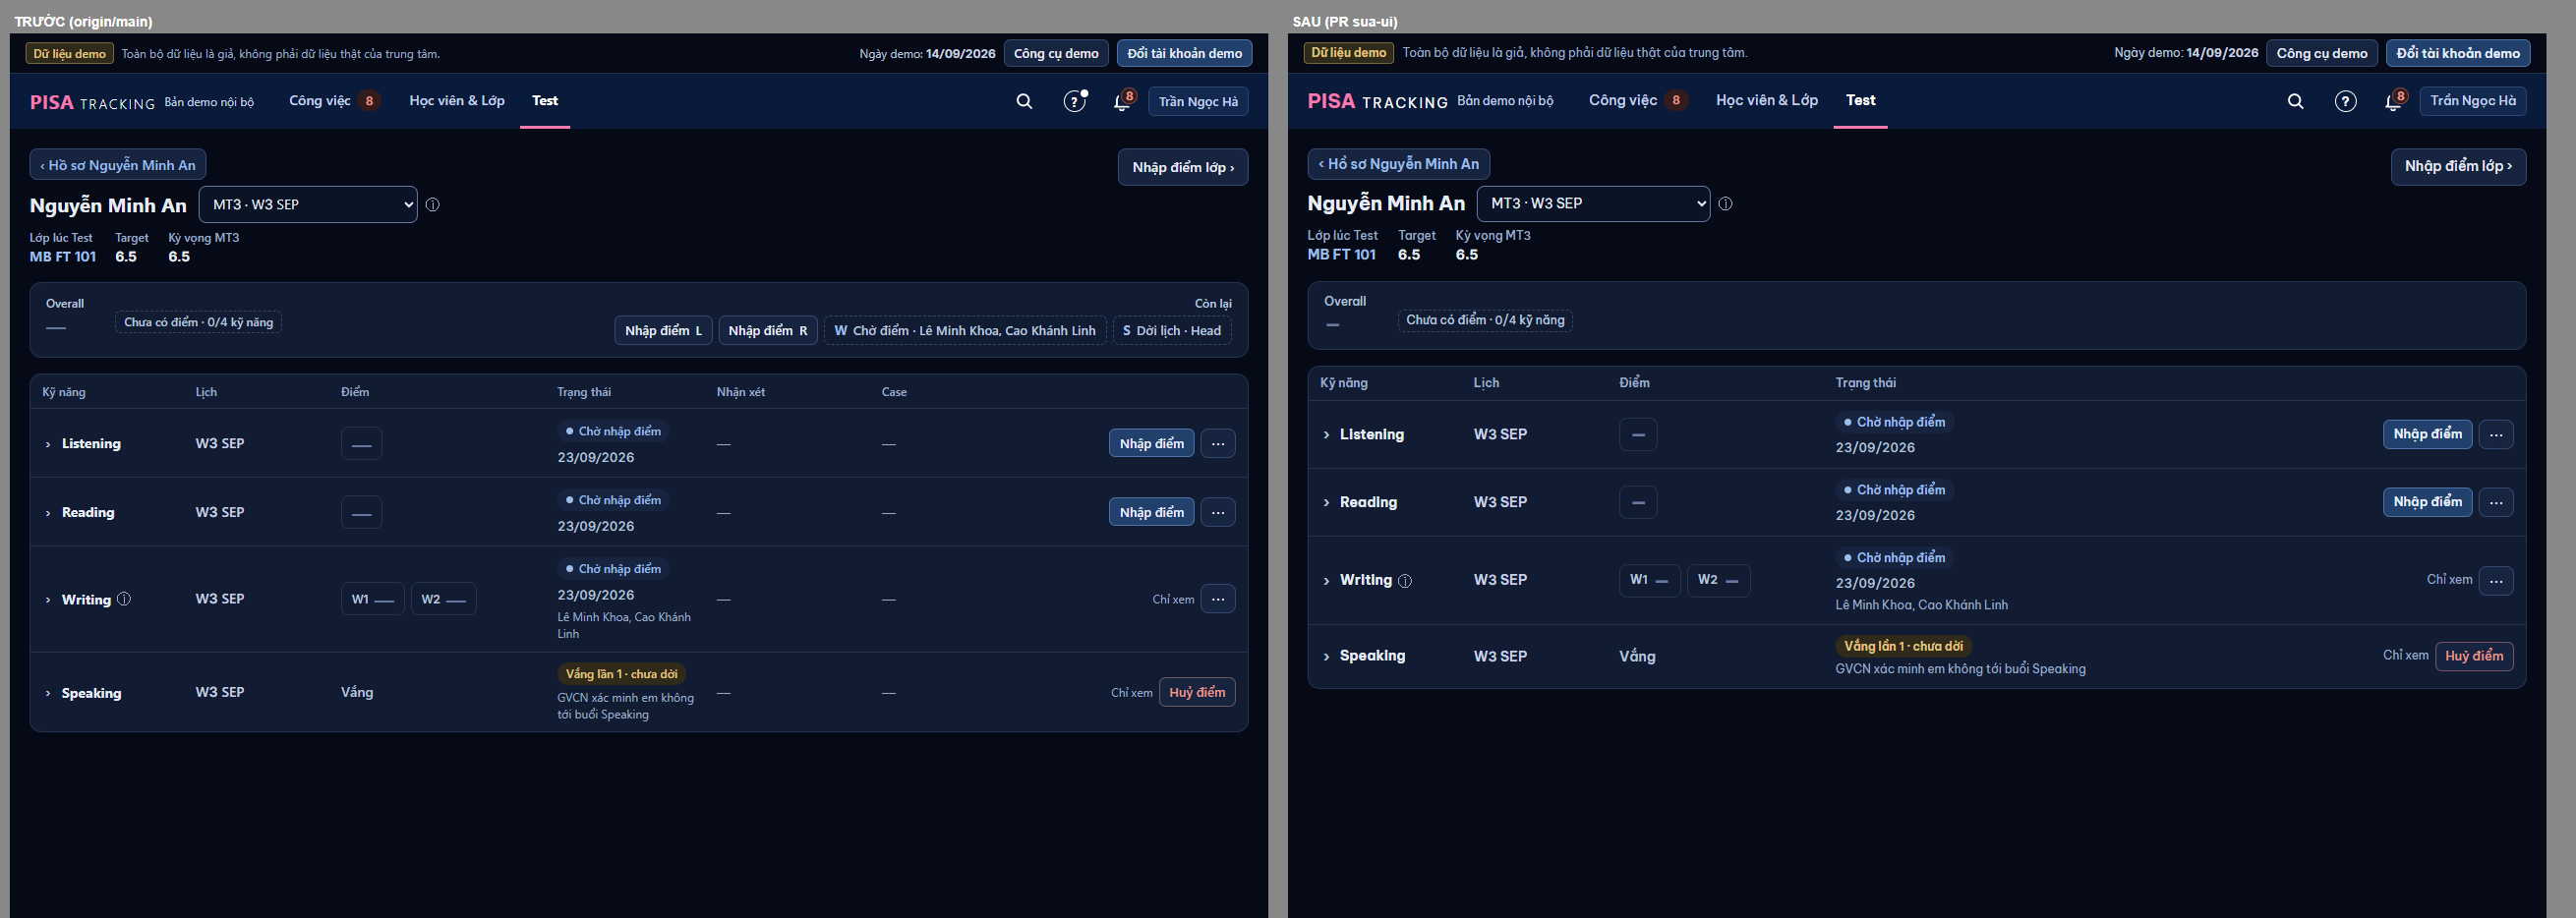 TRƯỚC (origin/main)
Dữ liệu demo Toàn bộ dữ liệu là giả, không phải dữ liệu thật của trung tâm. Ngày demo: 14/09/2026 Công cụ demo Đổi tài khoản demo
PISA TRACKING Bản demo nội bộ Công việc 8 Học viên & Lớp Test ? 8 Trần Ngọc Hà
‹ Hồ sơ Nguyễn Minh An Nhập điểm lớp ›
Nguyễn Minh An MT3 · W3 SEP ⓘ
Lớp lúc Test Target Kỳ vọng MT3
MB FT 101 6.5 6.5
Overall Còn lại
— Chưa có điểm · 0/4 kỹ năng Nhập điểm L Nhập điểm R W Chờ điểm · Lê Minh Khoa, Cao Khánh Linh S Dời lịch · Head
Kỹ năng Lịch Điểm Trạng thái Nhận xét Case
› Listening W3 SEP — Chờ nhập điểm — — Nhập điểm ···
23/09/2026
› Reading W3 SEP — Chờ nhập điểm — — Nhập điểm ···
23/09/2026
› Writing ⓘ W3 SEP W1 — W2 — Chờ nhập điểm — — Chỉ xem ···
23/09/2026
Lê Minh Khoa, Cao Khánh
Linh
› Speaking W3 SEP Vắng Vắng lần 1 · chưa dời — — Chỉ xem Huỷ điểm
GVCN xác minh em không
tới buổi Speaking
SAU (PR sua-ui)
Dữ liệu demo Toàn bộ dữ liệu là giả, không phải dữ liệu thật của trung tâm. Ngày demo: 14/09/2026 Công cụ demo Đổi tài khoản demo
PISA TRACKING Bản demo nội bộ Công việc 8 Học viên & Lớp Test ? 8 Trần Ngọc Hà
‹ Hồ sơ Nguyễn Minh An Nhập điểm lớp ›
Nguyễn Minh An MT3 · W3 SEP ⓘ
Lớp lúc Test Target Kỳ vọng MT3
MB FT 101 6.5 6.5
Overall
— Chưa có điểm · 0/4 kỹ năng
Kỹ năng Lịch Điểm Trạng thái
› Listening W3 SEP — Chờ nhập điểm Nhập điểm ···
23/09/2026
› Reading W3 SEP — Chờ nhập điểm Nhập điểm ···
23/09/2026
› Writing ⓘ W3 SEP W1 — W2 — Chờ nhập điểm Chỉ xem ···
23/09/2026
Lê Minh Khoa, Cao Khánh Linh
› Speaking W3 SEP Vắng Vắng lần 1 · chưa dời Chỉ xem Huỷ điểm
GVCN xác minh em không tới buổi Speaking